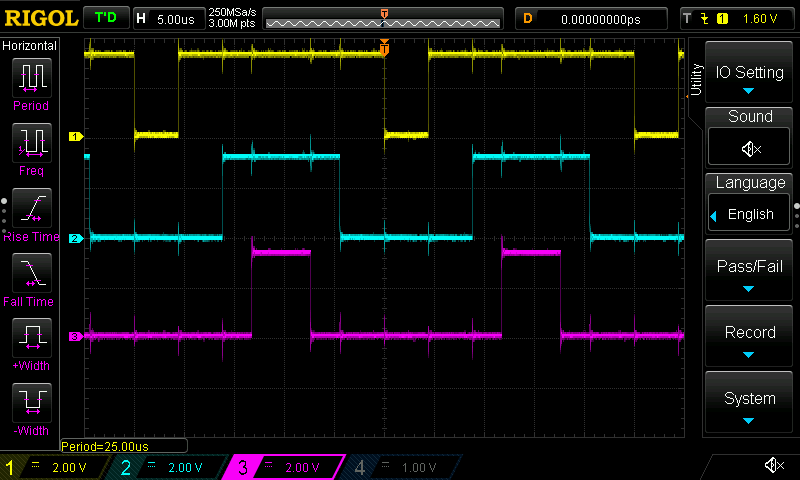 RIGOL T'D H 5.00us 250MSa/s 3.00M pts T D 0.00000000ps T 1 1.60 V
Horizontal
Period
Freq
Rise Time
Fall Time
+Width
-Width
T
1
2
3
Utility
IO Setting
Sound
Language
English
Pass/Fail
Record
System
Period=25.00us
1 2.00 V 2 2.00 V 3 2.00 V 4 1.00 V